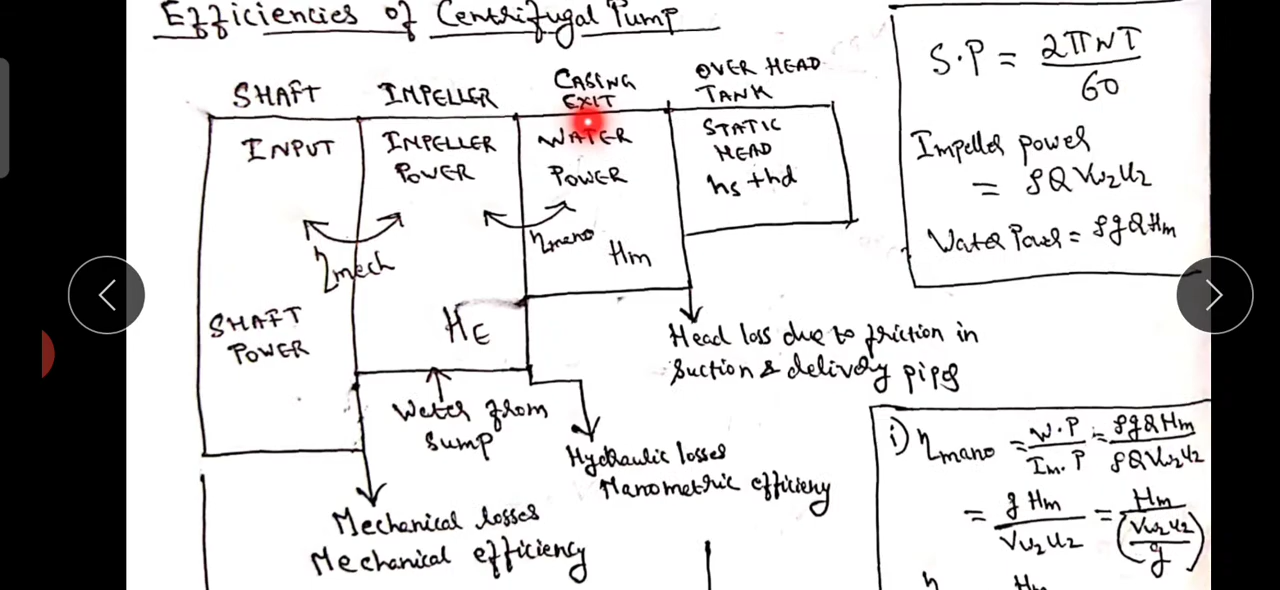 Efficiencies of Centrifugal Pump
SHAFT
IMPELLER
CASING
EXIT
OVER HEAD
TANK
INPUT
IMPELLER
POWER
WATER
POWER
STATIC
HEAD
hs + hd
ηmech
ηmano
Hm
SHAFT
POWER
HE
Water from
Sump
Head loss due to friction in
Suction & delivery pipes
Hydraulic losses
Manometric efficieny
Mechanical losses
Mechanical efficiency
S.P = 2πNT / 60
Impeller power
= ρQVw₂u₂
Water Power = ρgQHm
i) ηmano = W.P / Im.P = ρgQHm / ρQVw₂u₂
= gHm / Vw₂u₂ = Hm / (Vw₂u₂ / g)
Hm